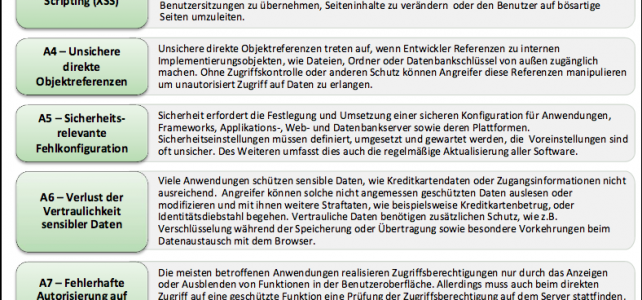 Scripting (XSS)
Benutzersitzungen zu übernehmen, Seiteninhalte zu verändern oder den Benutzer auf bösartige
Seiten umzuleiten.
A4 – Unsichere
direkte
Objektreferenzen
Unsichere direkte Objektreferenzen treten auf, wenn Entwickler Referenzen zu internen
Implementierungsobjekten, wie Dateien, Ordner oder Datenbankschlüssel von außen zugänglich
machen. Ohne Zugriffskontrolle oder anderen Schutz können Angreifer diese Referenzen manipulieren
um unautorisiert Zugriff auf Daten zu erlangen.
A5 – Sicherheits-
relevante
Fehlkonfiguration
Sicherheit erfordert die Festlegung und Umsetzung einer sicheren Konfiguration für Anwendungen,
Frameworks, Applikations-, Web- und Datenbankserver sowie deren Plattformen.
Sicherheitseinstellungen müssen definiert, umgesetzt und gewartet werden, die Voreinstellungen sind
oft unsicher. Des Weiteren umfasst dies auch die regelmäßige Aktualisierung aller Software.
A6 – Verlust der
Vertraulichkeit
sensibler Daten
Viele Anwendungen schützen sensible Daten, wie Kreditkartendaten oder Zugangsinformationen nicht
ausreichend. Angreifer können solche nicht angemessen geschützten Daten auslesen oder
modifizieren und mit ihnen weitere Straftaten, wie beispielsweise Kreditkartenbetrug, oder
Identitätsdiebstahl begehen. Vertrauliche Daten benötigen zusätzlichen Schutz, wie z.B.
Verschlüsselung während der Speicherung oder Übertragung sowie besondere Vorkehrungen beim
Datenaustausch mit dem Browser.
A7 – Fehlerhafte
Autorisierung auf
Die meisten betroffenen Anwendungen realisieren Zugriffsberechtigungen nur durch das Anzeigen
oder Ausblenden von Funktionen in der Benutzeroberfläche. Allerdings muss auch beim direkten
Zugriff auf eine geschützte Funktion eine Prüfung der Zugriffsberechtigung auf dem Server stattfinden,